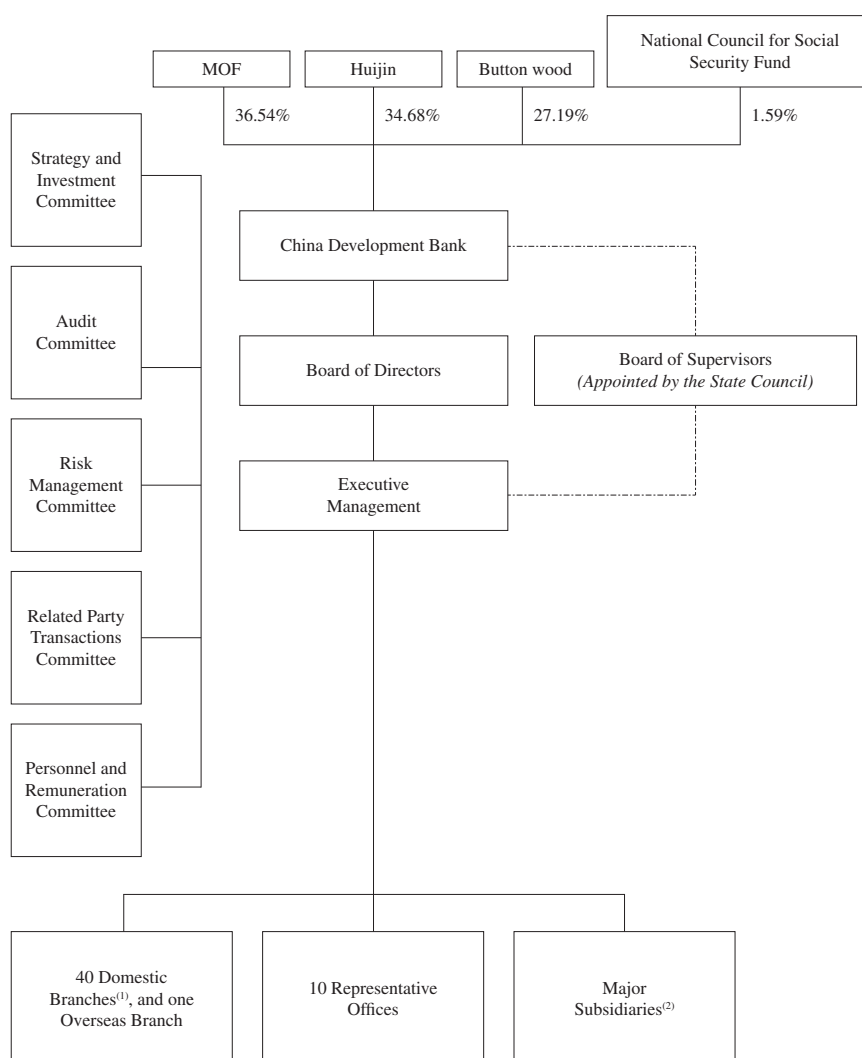 MOF
Huijin
Button wood
National Council for Social
Security Fund
36.54%
34.68%
27.19%
1.59%
Strategy and
Investment
Committee
China Development Bank
Audit
Committee
Board of Directors
Board of Supervisors
(Appointed by the State Council)
Risk
Management
Committee
Executive
Management
Related Party
Transactions
Committee
Personnel and
Remuneration
Committee
40 Domestic
Branches(1), and one
Overseas Branch
10 Representative
Offices
Major
Subsidiaries(2)